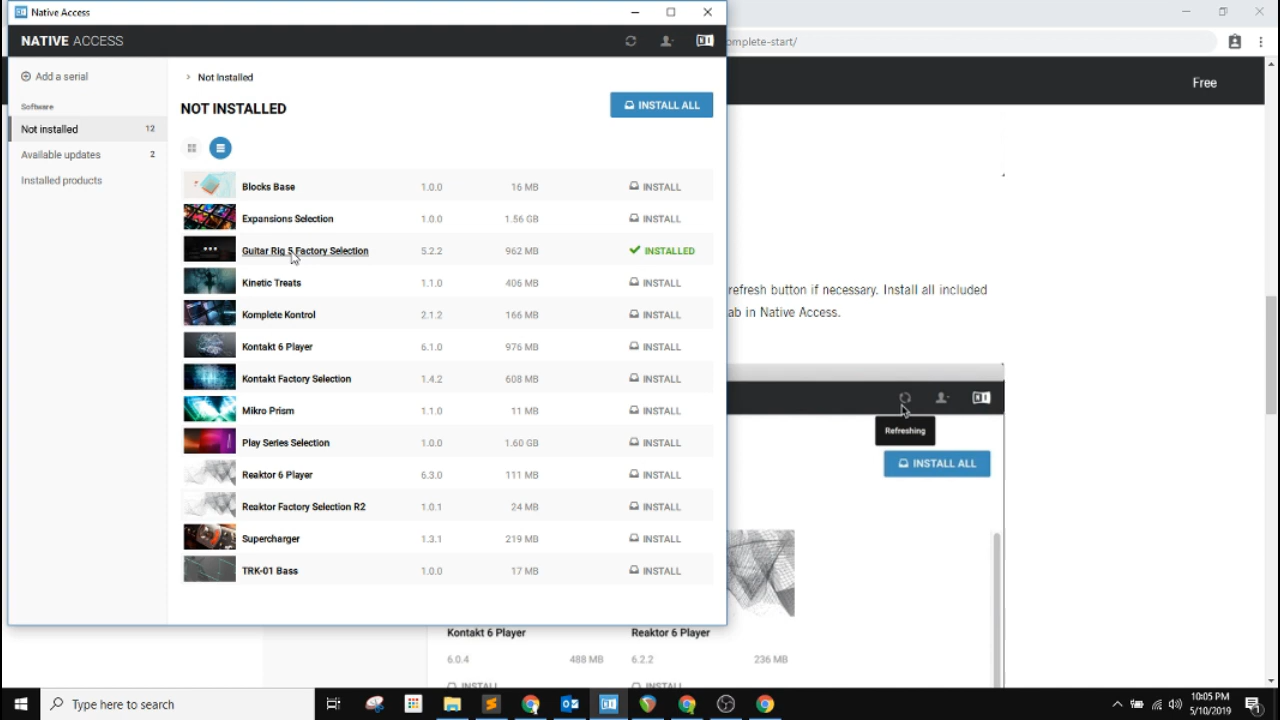 Native Access
NATIVE ACCESS
omplete-start/
Free
Add a serial
Software
Not installed 12
Available updates 2
Installed products
> Not Installed
NOT INSTALLED
INSTALL ALL
Blocks Base 1.0.0 16 MB INSTALL
Expansions Selection 1.0.0 1.56 GB INSTALL
Guitar Rig 5 Factory Selection 5.2.2 962 MB INSTALLED
Kinetic Treats 1.1.0 406 MB INSTALL
Komplete Kontrol 2.1.2 166 MB INSTALL
Kontakt 6 Player 6.1.0 976 MB INSTALL
Kontakt Factory Selection 1.4.2 608 MB INSTALL
Mikro Prism 1.1.0 11 MB INSTALL
Play Series Selection 1.0.0 1.60 GB INSTALL
Reaktor 6 Player 6.3.0 111 MB INSTALL
Reaktor Factory Selection R2 1.0.1 24 MB INSTALL
Supercharger 1.3.1 219 MB INSTALL
TRK-01 Bass 1.0.0 17 MB INSTALL
refresh button if necessary. Install all included
ab in Native Access.
Refreshing
INSTALL ALL
Kontakt 6 Player Reaktor 6 Player
6.0.4 488 MB 6.2.2 236 MB
INSTALL INSTALL
Type here to search
10:05 PM
5/10/2019